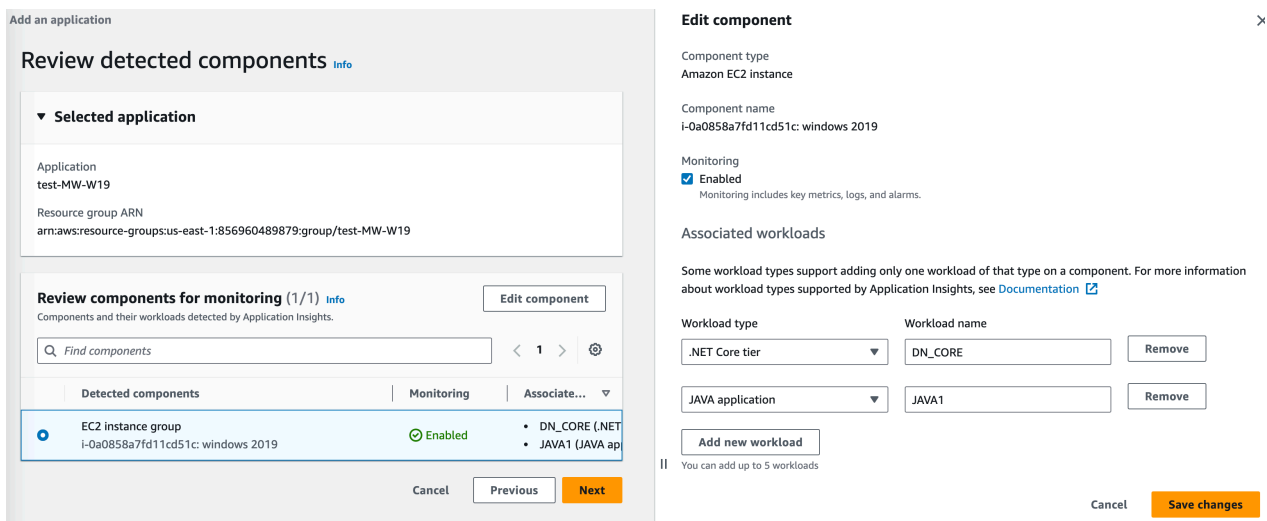 Add an application
Review detected components Info
Selected application
Application
test-MW-W19
Resource group ARN
arn:aws:resource-groups:us-east-1:856960489879:group/test-MW-W19
Review components for monitoring (1/1) Info
Edit component
Components and their workloads detected by Application Insights.
Find components
1
Detected components
Monitoring
Associate...
EC2 instance group
i-0a0858a7fd11cd51c: windows 2019
Enabled
• DN_CORE (.NET
• JAVA1 (JAVA ap
Cancel
Previous
Next
Edit component
Component type
Amazon EC2 instance
Component name
i-0a0858a7fd11cd51c: windows 2019
Monitoring
Enabled
Monitoring includes key metrics, logs, and alarms.
Associated workloads
Some workload types support adding only one workload of that type on a component. For more information
about workload types supported by Application Insights, see Documentation
Workload type
Workload name
.NET Core tier
DN_CORE
Remove
JAVA application
JAVA1
Remove
Add new workload
You can add up to 5 workloads
Cancel
Save changes